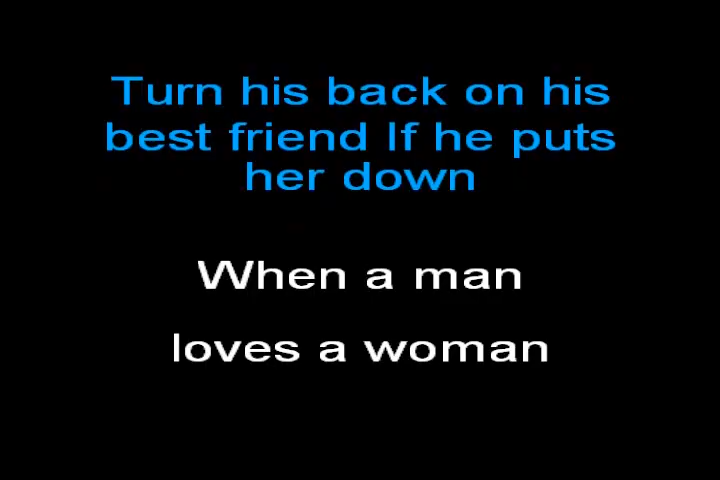 Turn his back on his
best friend If he puts
her down
When a man
loves a woman